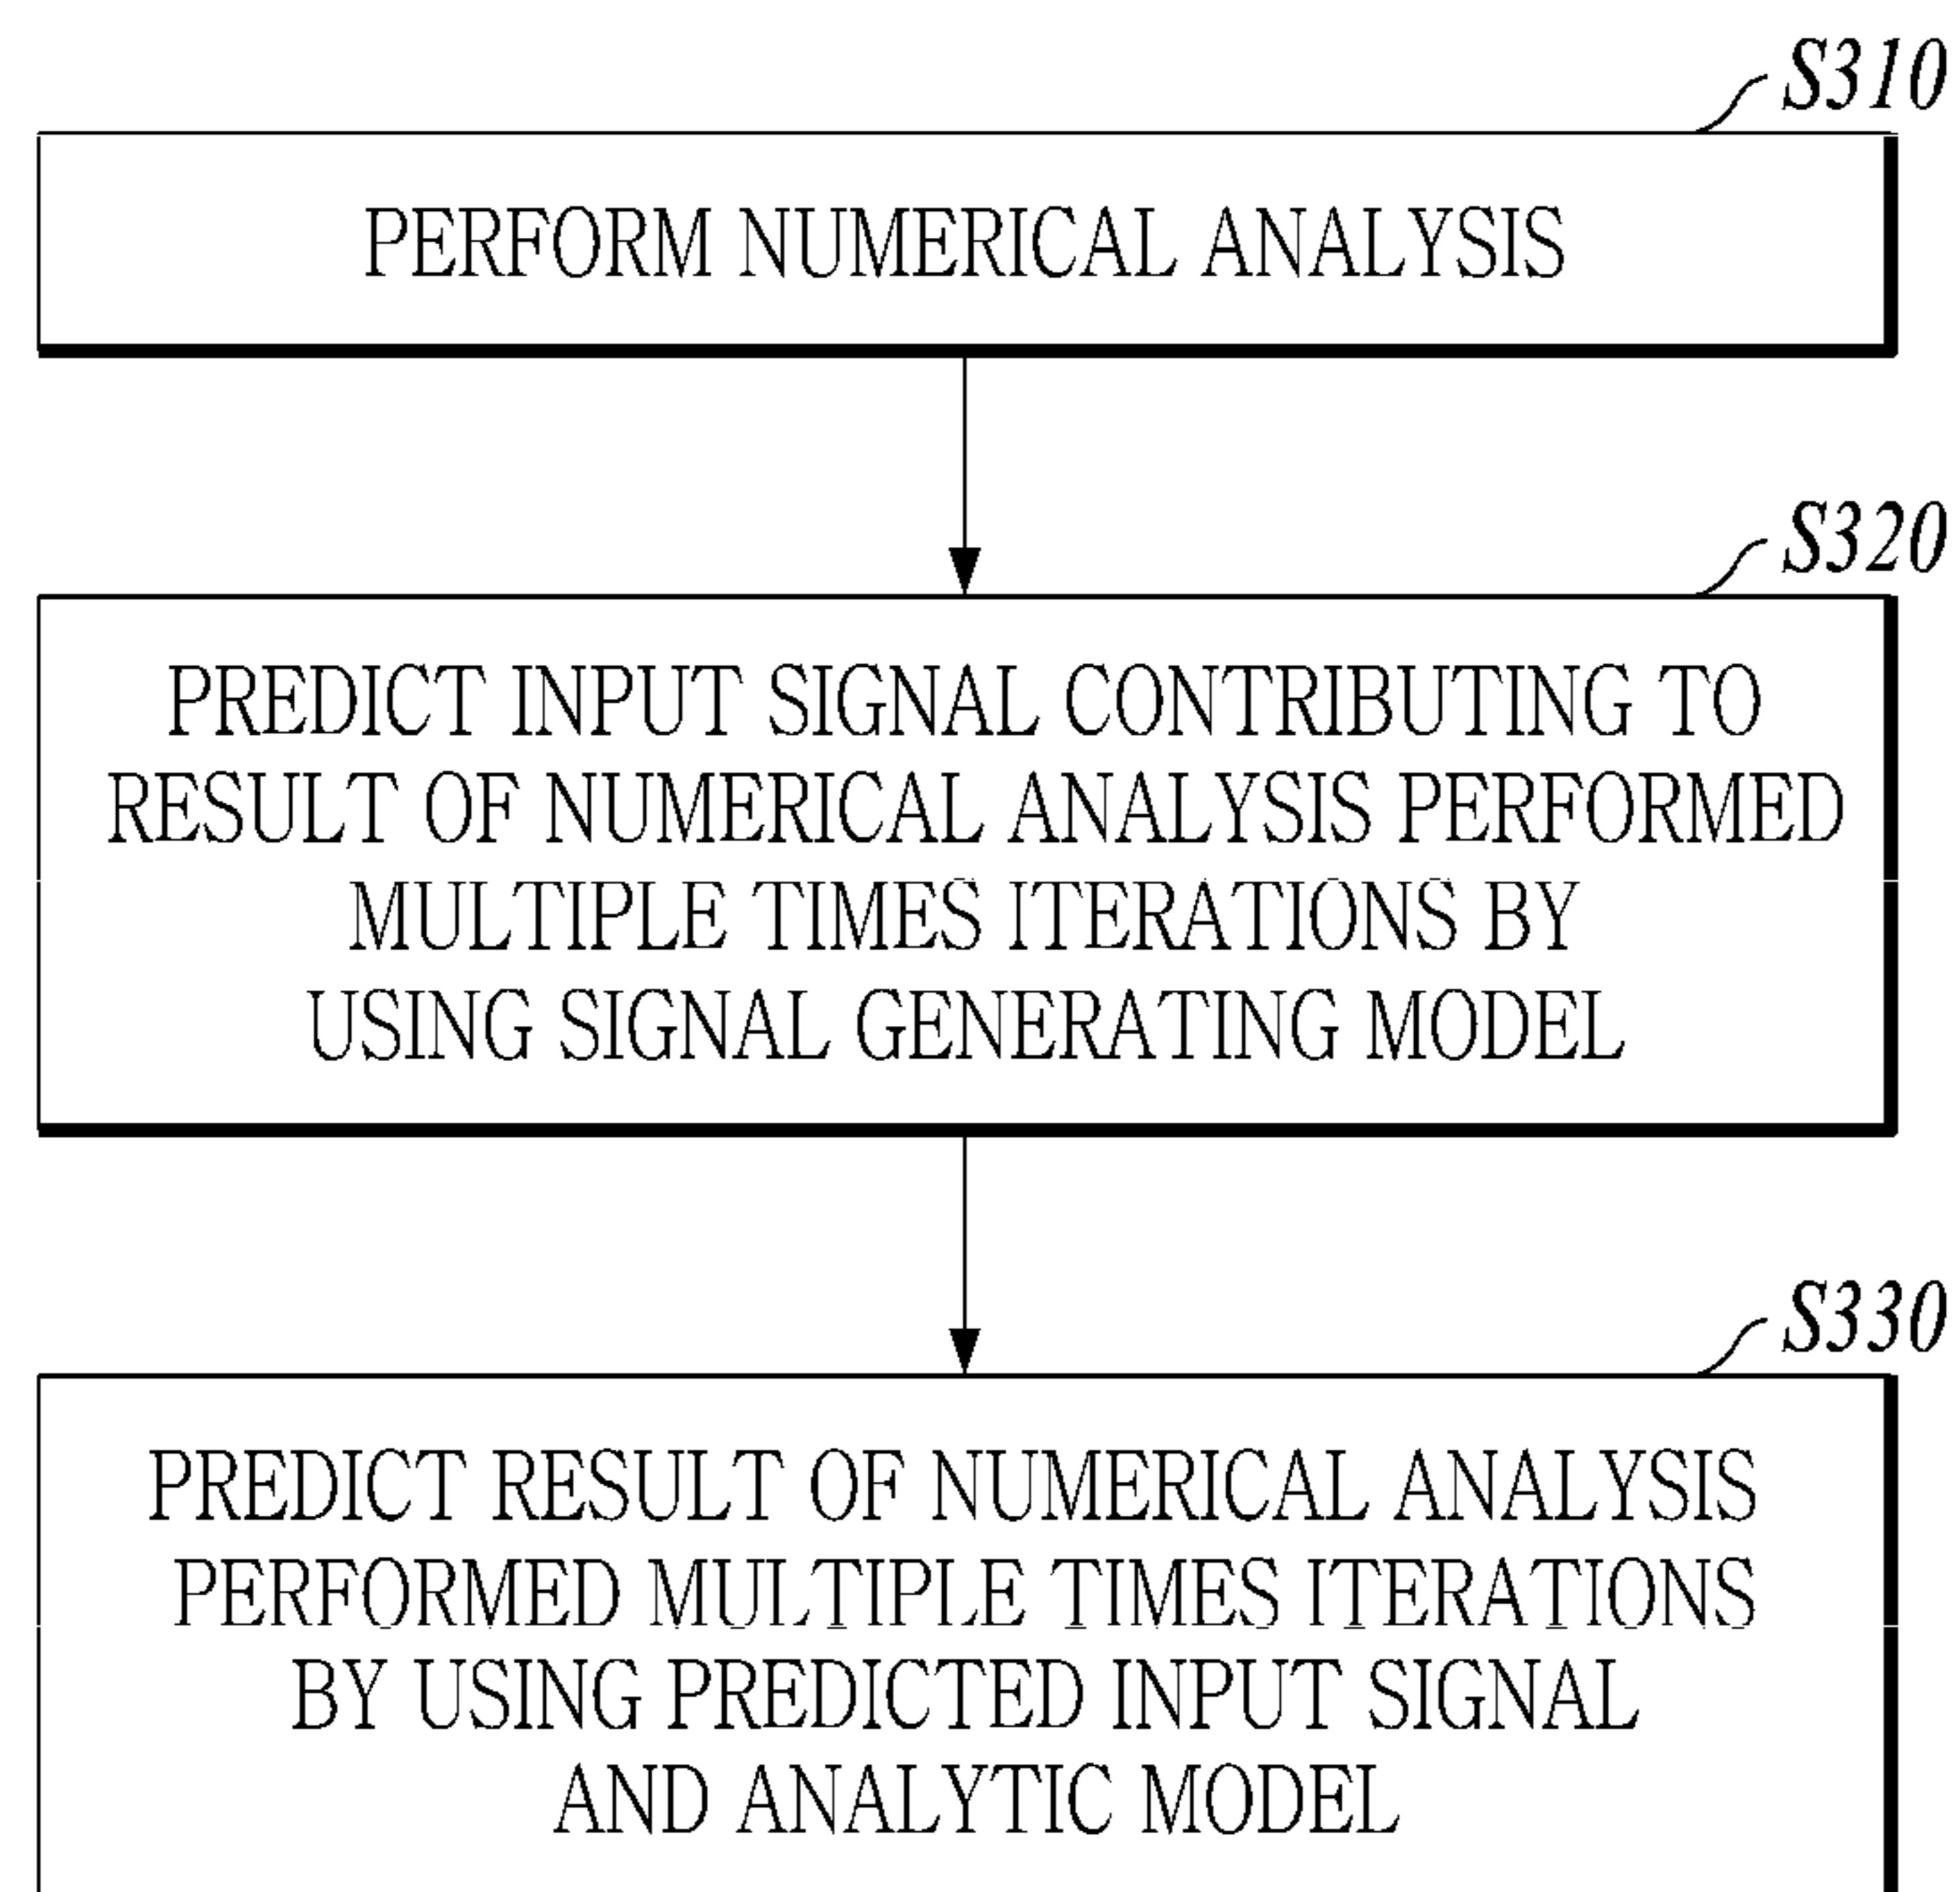 S310
PERFORM NUMERICAL ANALYSIS
S320
PREDICT INPUT SIGNAL CONTRIBUTING TO
RESULT OF NUMERICAL ANALYSIS PERFORMED
MULTIPLE TIMES ITERATIONS BY
USING SIGNAL GENERATING MODEL
S330
PREDICT RESULT OF NUMERICAL ANALYSIS
PERFORMED MULTIPLE TIMES ITERATIONS
BY USING PREDICTED INPUT SIGNAL
AND ANALYTIC MODEL